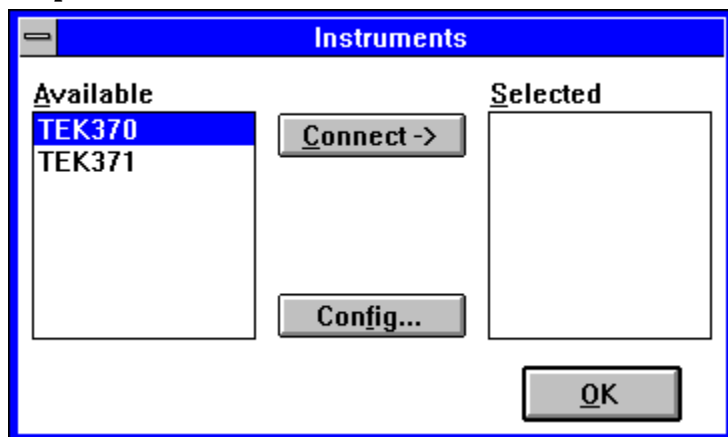 Instruments
Available
Selected
TEK370
TEK371
Connect ->
Config...
OK